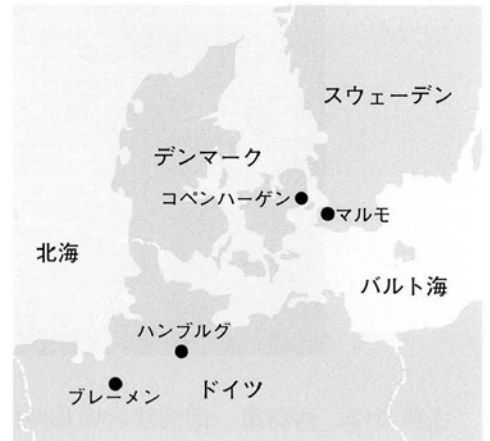 スウェーデン
デンマーク
コペンハーゲン
マルモ
北海
バルト海
ハンブルグ
ブレーメン
ドイツ